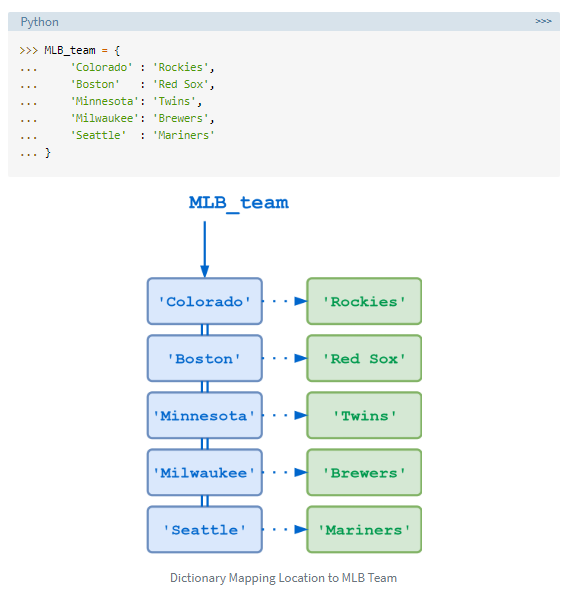 Python >>>
>>> MLB_team = {
...     'Colorado' : 'Rockies',
...     'Boston'   : 'Red Sox',
...     'Minnesota': 'Twins',
...     'Milwaukee': 'Brewers',
...     'Seattle'  : 'Mariners'
... }
MLB_team
'Colorado' 'Rockies'
'Boston' 'Red Sox'
'Minnesota' 'Twins'
'Milwaukee' 'Brewers'
'Seattle' 'Mariners'
Dictionary Mapping Location to MLB Team